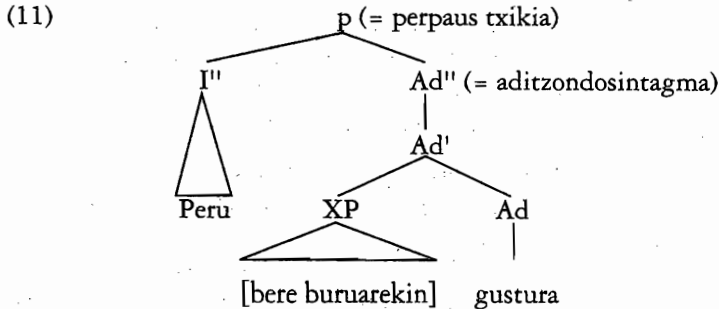 (11) p (= perpaus txikia)
I" Ad" (= aditzondosintagma)
Ad'
Peru XP Ad
[bere buruarekin] gustura